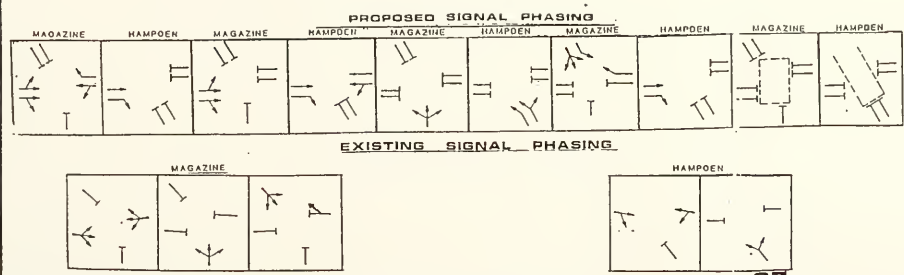 PROPOSED SIGNAL PHASING
MAGAZINE HAMPDEN MAGAZINE HAMPDEN MAGAZINE HAMPDEN MAGAZINE HAMPDEN MAGAZINE HAMPDEN
EXISTING SIGNAL PHASING
MAGAZINE HAMPDEN